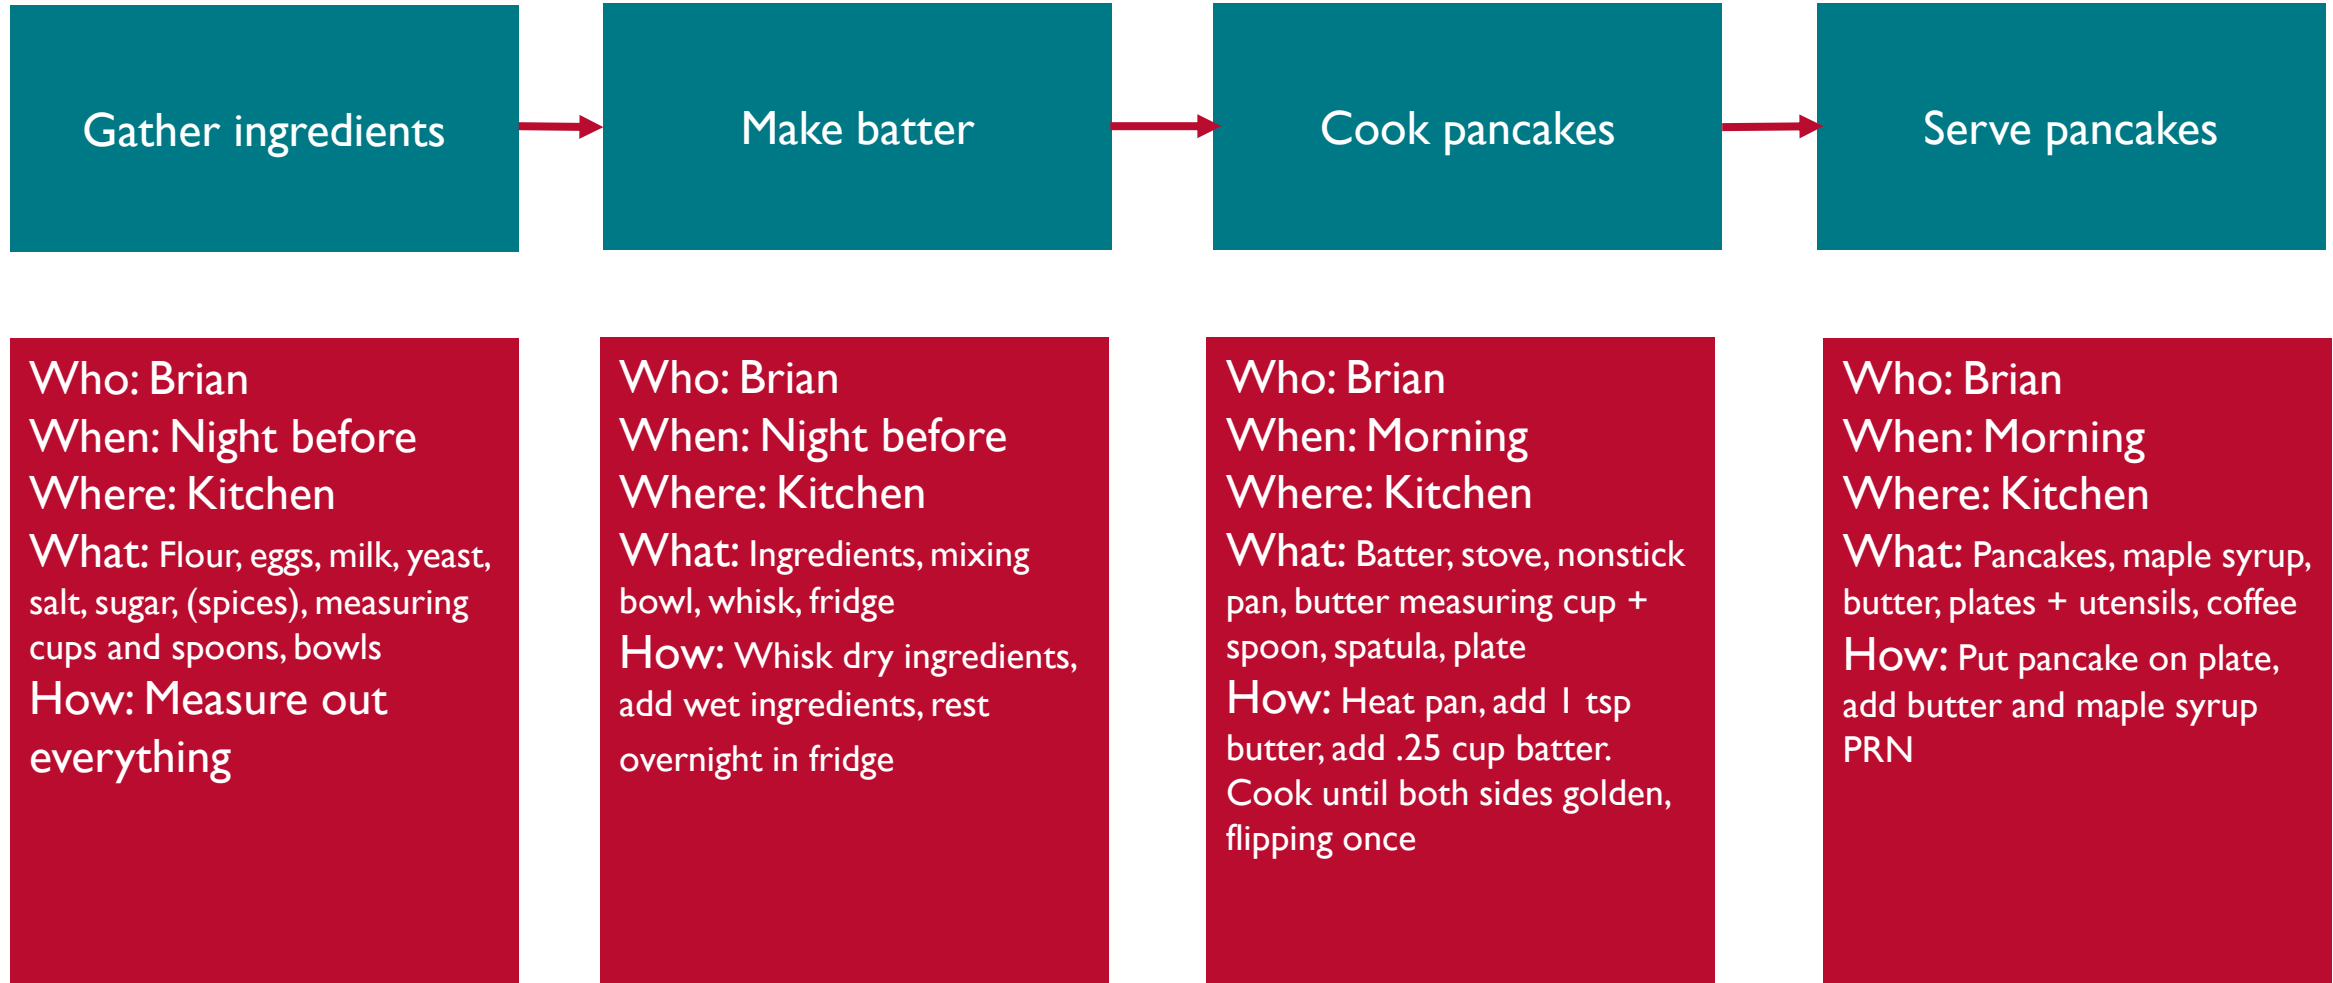 Gather ingredients
Make batter
Cook pancakes
Serve pancakes
Who: Brian
When: Night before
Where: Kitchen
What: Flour, eggs, milk, yeast,
salt, sugar, (spices), measuring
cups and spoons, bowls
How: Measure out
everything
Who: Brian
When: Night before
Where: Kitchen
What: Ingredients, mixing
bowl, whisk, fridge
How: Whisk dry ingredients,
add wet ingredients, rest
overnight in fridge
Who: Brian
When: Morning
Where: Kitchen
What: Batter, stove, nonstick
pan, butter measuring cup +
spoon, spatula, plate
How: Heat pan, add 1 tsp
butter, add .25 cup batter.
Cook until both sides golden,
flipping once
Who: Brian
When: Morning
Where: Kitchen
What: Pancakes, maple syrup,
butter, plates + utensils, coffee
How: Put pancake on plate,
add butter and maple syrup
PRN